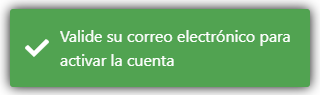 Valide su correo electrónico para
activar la cuenta